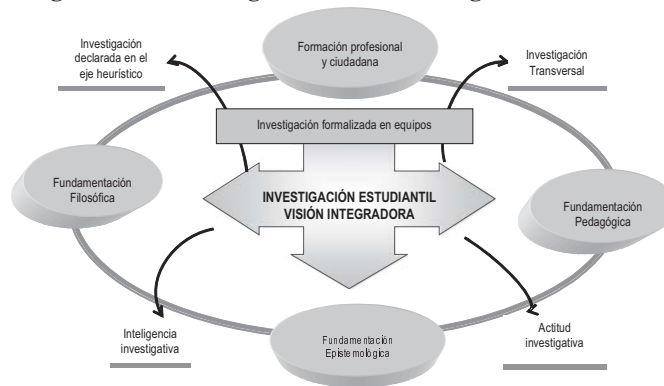 Investigación
declarada en el
eje heurístico
Formación profesional
y ciudadana
Investigación
Transversal
Investigación formalizada en equipos
Fundamentación
Filosófica
INVESTIGACIÓN ESTUDIANTIL
VISIÓN INTEGRADORA
Fundamentación
Pedagógica
Inteligencia
investigativa
Fundamentación
Epistemológica
Actitud
investigativa